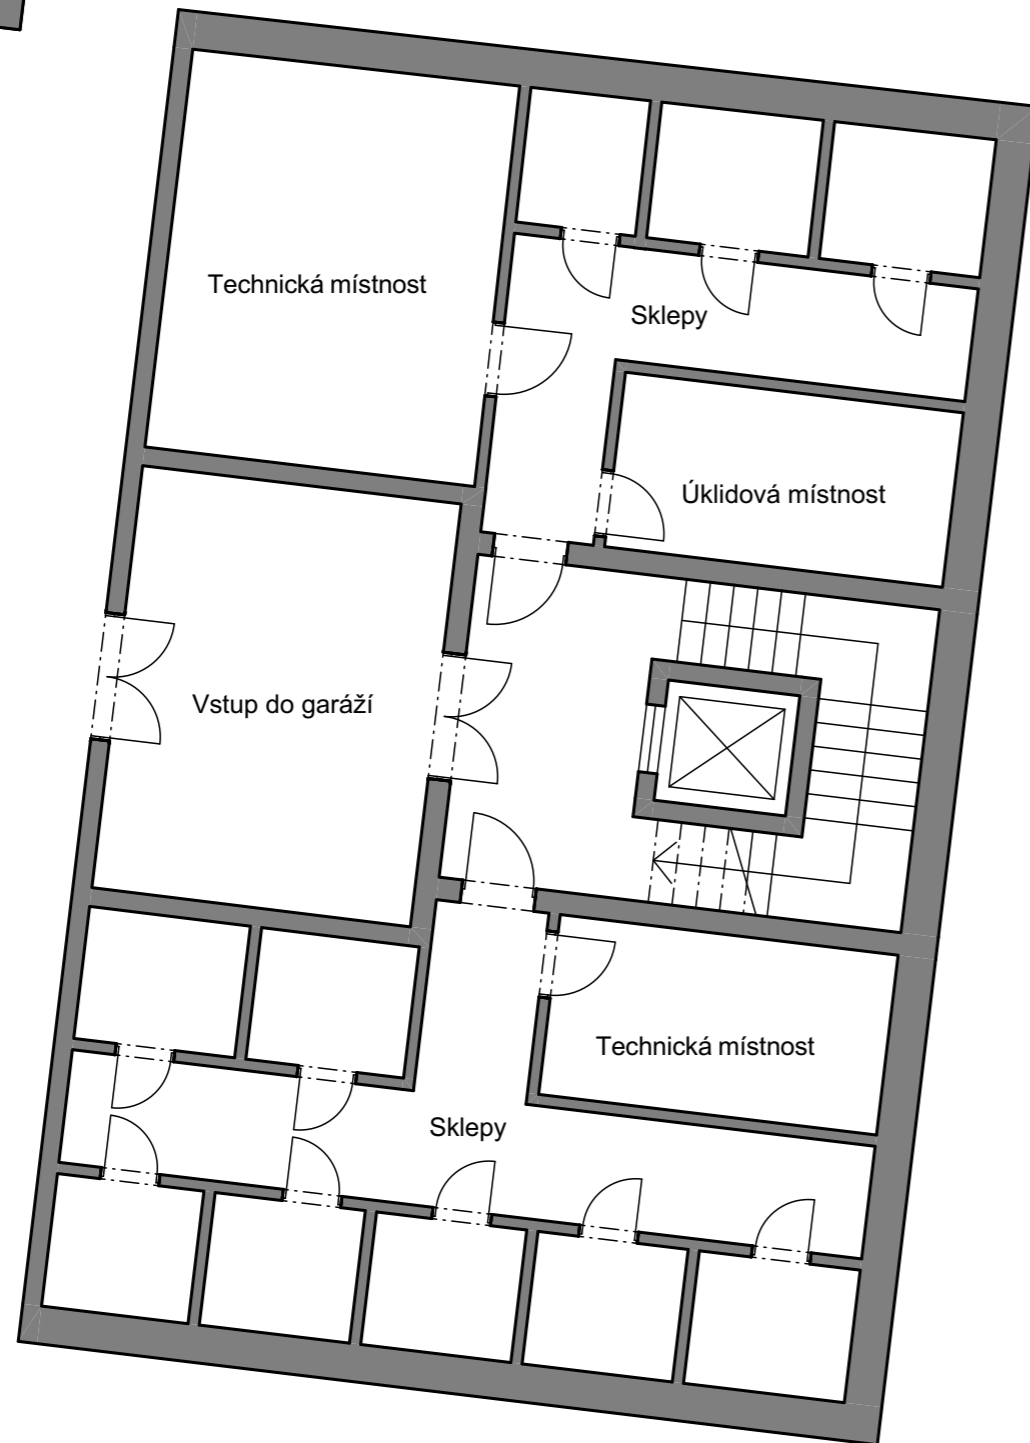 Technická místnost
Sklepy
Úklidová místnost
Vstup do garáží
Technická místnost
Sklepy